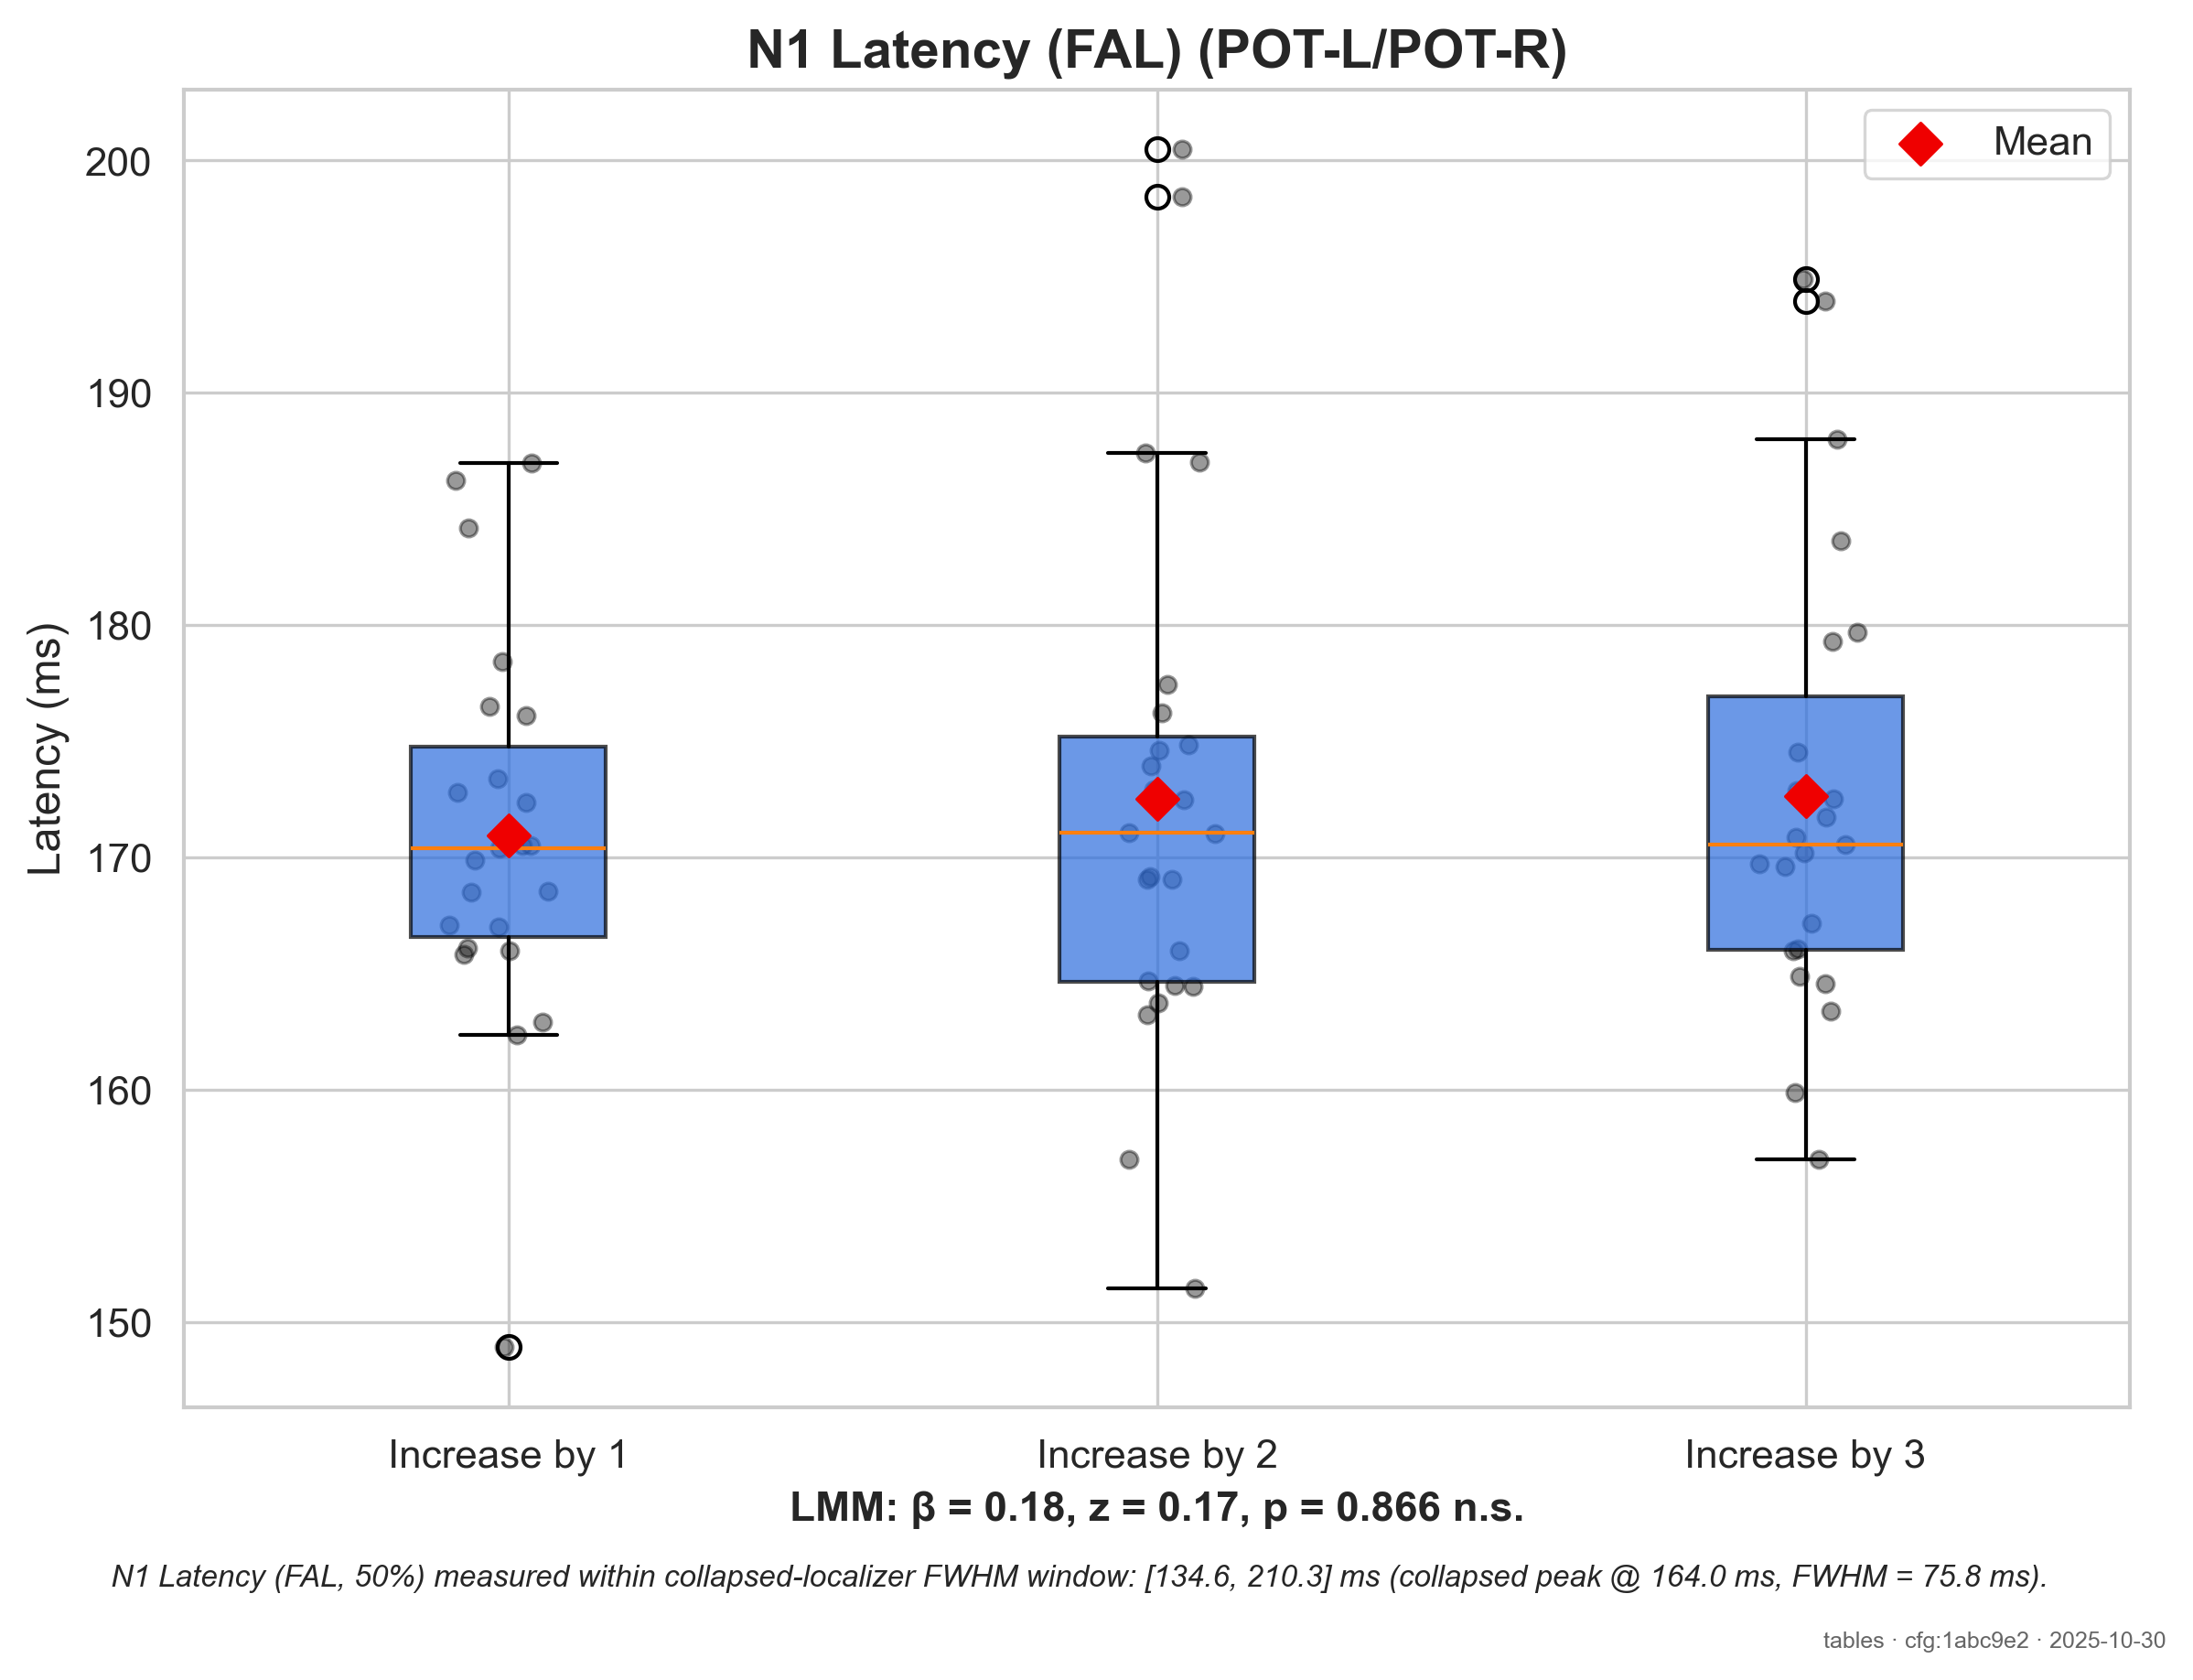 N1 Latency (FAL) (POT-L/POT-R)
Mean
200
190
180
170
160
150
Latency (ms)
Increase by 1
Increase by 2
Increase by 3
LMM: β = 0.18, z = 0.17, p = 0.866 n.s.
N1 Latency (FAL, 50%) measured within collapsed-localizer FWHM window: [134.6, 210.3] ms (collapsed peak @ 164.0 ms, FWHM = 75.8 ms).
tables · cfg:1abc9e2 · 2025-10-30